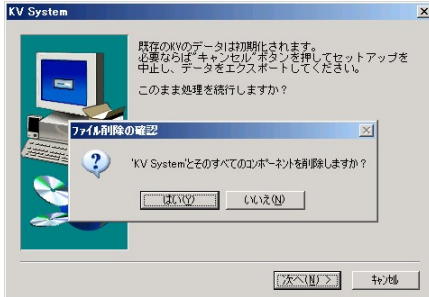 KV System
既存のKVのデータは初期化されます。
必要ならば"キャンセル"ボタンを押してセットアップを
中止し、データをエクスポートしてください。
このまま処理を続行しますか？
ファイル削除の確認
'KV System'とそのすべてのコンポーネントを削除しますか？
はい(Y)
いいえ(N)
次へ(N) >
キャンセル